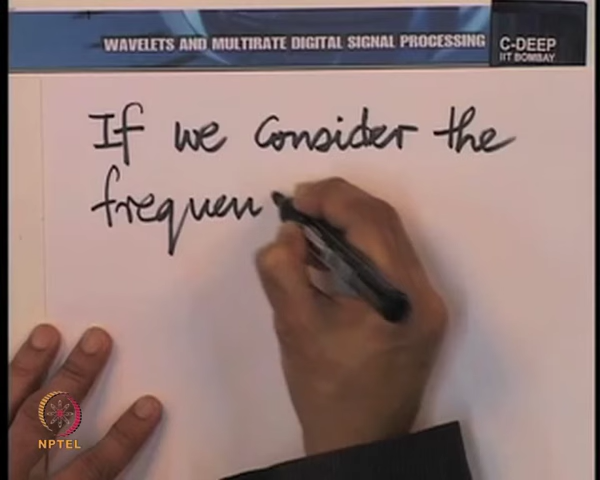 WAVELETS AND MULTIRATE DIGITAL SIGNAL PROCESSING
C-DEEP
IIT BOMBAY
If we consider the
frequen
NPTEL